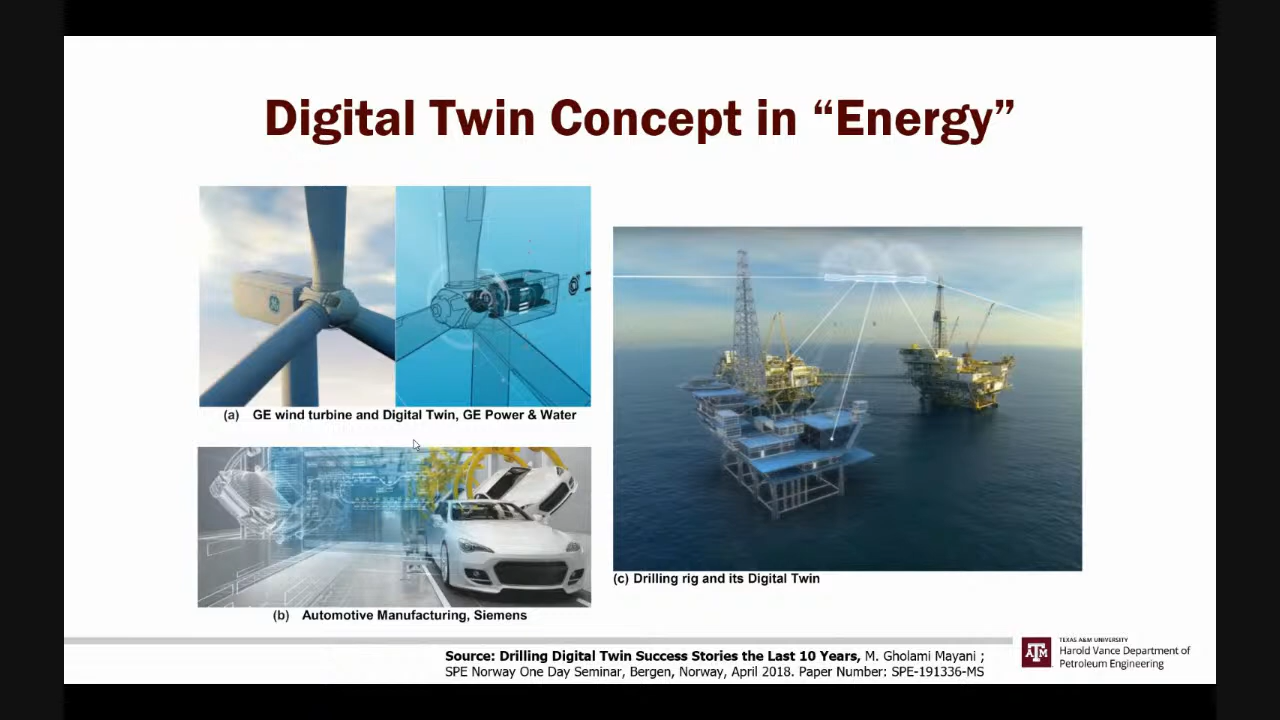 Digital Twin Concept in “Energy”
(a) GE wind turbine and Digital Twin, GE Power & Water
(b) Automotive Manufacturing, Siemens
(c) Drilling rig and its Digital Twin
Source: Drilling Digital Twin Success Stories the Last 10 Years, M. Gholami Mayani ;
SPE Norway One Day Seminar, Bergen, Norway, April 2018. Paper Number: SPE-191336-MS
ATM
TEXAS A&M UNIVERSITY
Harold Vance Department of
Petroleum Engineering